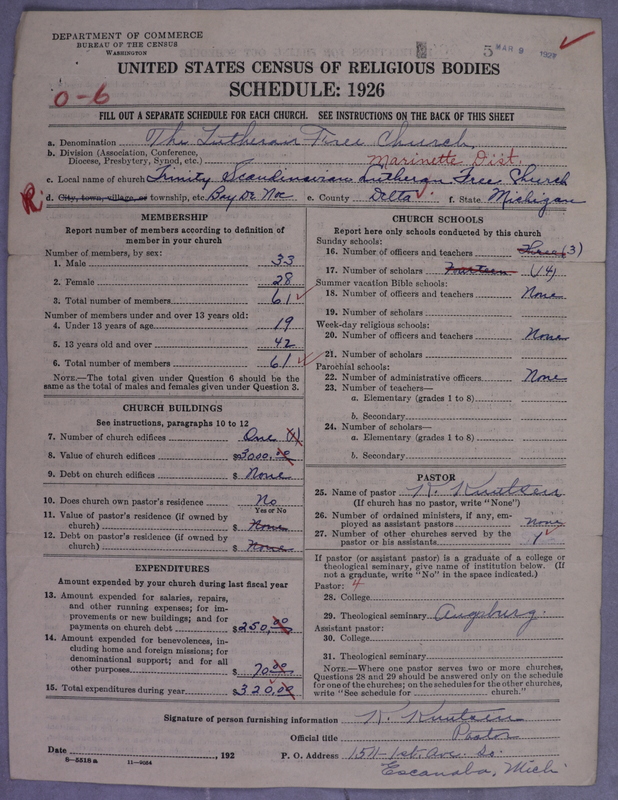 DEPARTMENT OF COMMERCE
BUREAU OF THE CENSUS
WASHINGTON
5 MAR 9 1927
UNITED STATES CENSUS OF RELIGIOUS BODIES
SCHEDULE: 1926
O-6
FILL OUT A SEPARATE SCHEDULE FOR EACH CHURCH. SEE INSTRUCTIONS ON THE BACK OF THIS SHEET
a. Denomination The Lutheran Free Church
b. Division (Association, Conference,
Diocese, Presbytery, Synod, etc.) Marinette Dist.
c. Local name of church Trinity Scandinavian Lutheran Free Church
R. d. City, town, village, or township, etc. Bay De Noc e. County Delta f. State Michigan
MEMBERSHIP
Report number of members according to definition of
member in your church
Number of members, by sex:
1. Male 33
2. Female 28
3. Total number of members 61
Number of members under and over 13 years old:
4. Under 13 years of age 19
5. 13 years old and over 42
6. Total number of members 61
NOTE.—The total given under Question 6 should be the
same as the total of males and females given under Question 3.
CHURCH BUILDINGS
See instructions, paragraphs 10 to 12
7. Number of church edifices One (1)
8. Value of church edifices $3000.00
9. Debt on church edifices $ None
10. Does church own pastor's residence? No
Yes or No
11. Value of pastor's residence (if owned by
church) $ None
12. Debt on pastor's residence (if owned by
church) $ None
EXPENDITURES
Amount expended by your church during last fiscal year
13. Amount expended for salaries, repairs,
and other running expenses; for im-
provements or new buildings; and for
payments on church debt $250.00
14. Amount expended for benevolences, in-
cluding home and foreign missions; for
denominational support; and for all
other purposes $ 70.00
15. Total expenditures during year $320.00
CHURCH SCHOOLS
Report here only schools conducted by this church
Sunday schools:
16. Number of officers and teachers Three (3)
17. Number of scholars Fourteen (14)
Summer vacation Bible schools:
18. Number of officers and teachers None
19. Number of scholars
Week-day religious schools:
20. Number of officers and teachers None
21. Number of scholars
Parochial schools:
22. Number of administrative officers None
23. Number of teachers—
a. Elementary (grades 1 to 8)
b. Secondary
24. Number of scholars—
a. Elementary (grades 1 to 8)
b. Secondary
PASTOR
25. Name of pastor K. Knutsen
(If church has no pastor, write "None")
26. Number of ordained ministers, if any, em-
ployed as assistant pastors None
27. Number of other churches served by the
pastor or his assistants 1
If pastor (or assistant pastor) is a graduate of a college or
theological seminary, give name of institution below. (If
not a graduate, write "No" in the space indicated.)
Pastor: 4
28. College
29. Theological seminary Augsburg.
Assistant pastor:
30. College
31. Theological seminary
NOTE.—Where one pastor serves two or more churches,
Questions 28 and 29 should be answered only on the schedule
for one of the churches; on the schedules for the other churches,
write "See schedule for church."
Signature of person furnishing information K. Knutsen
Official title Pastor
Date , 192 P. O. Address 1511-1st Ave. So.
8-5518 a 11-9054 Escanaba, Mich